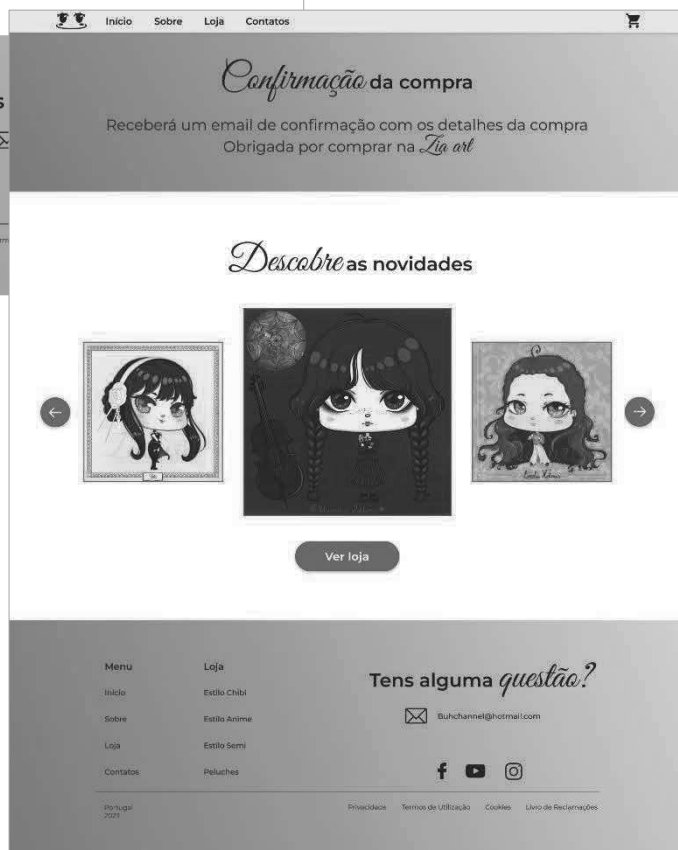 Início Sobre Loja Contatos
Confirmação da compra
Receberá um email de confirmação com os detalhes da compra
Obrigada por comprar na Zia art
Descobre as novidades
Ver loja
Menu
Início
Sobre
Loja
Contatos
Loja
Estilo Chibi
Estilo Anime
Estilo Semi
Peluches
Tens alguma questão?
Buhchannel@hotmail.com
Portugal
Privacidade Termos de Utilização Cookies Livro de Reclamações